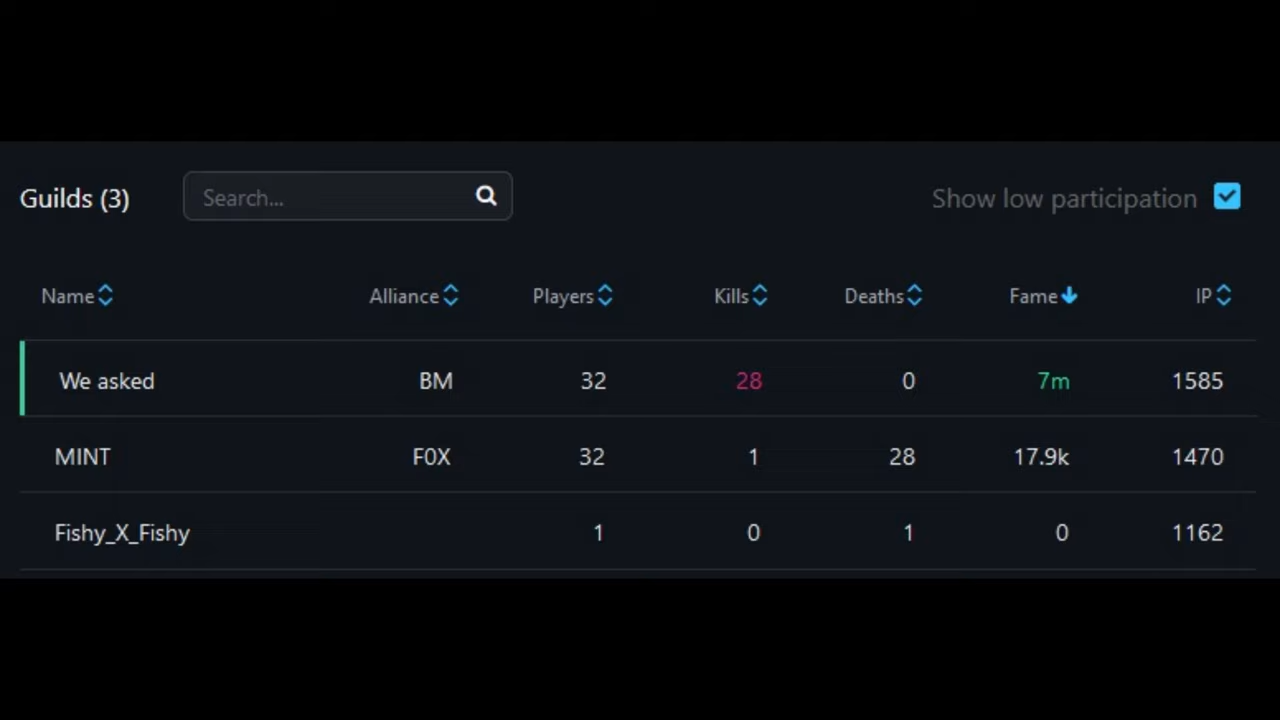 Guilds (3) Search... Show low participation
Name Alliance Players Kills Deaths Fame IP
We asked BM 32 28 0 7m 1585
MINT F0X 32 1 28 17.9k 1470
Fishy_X_Fishy 1 0 1 0 1162